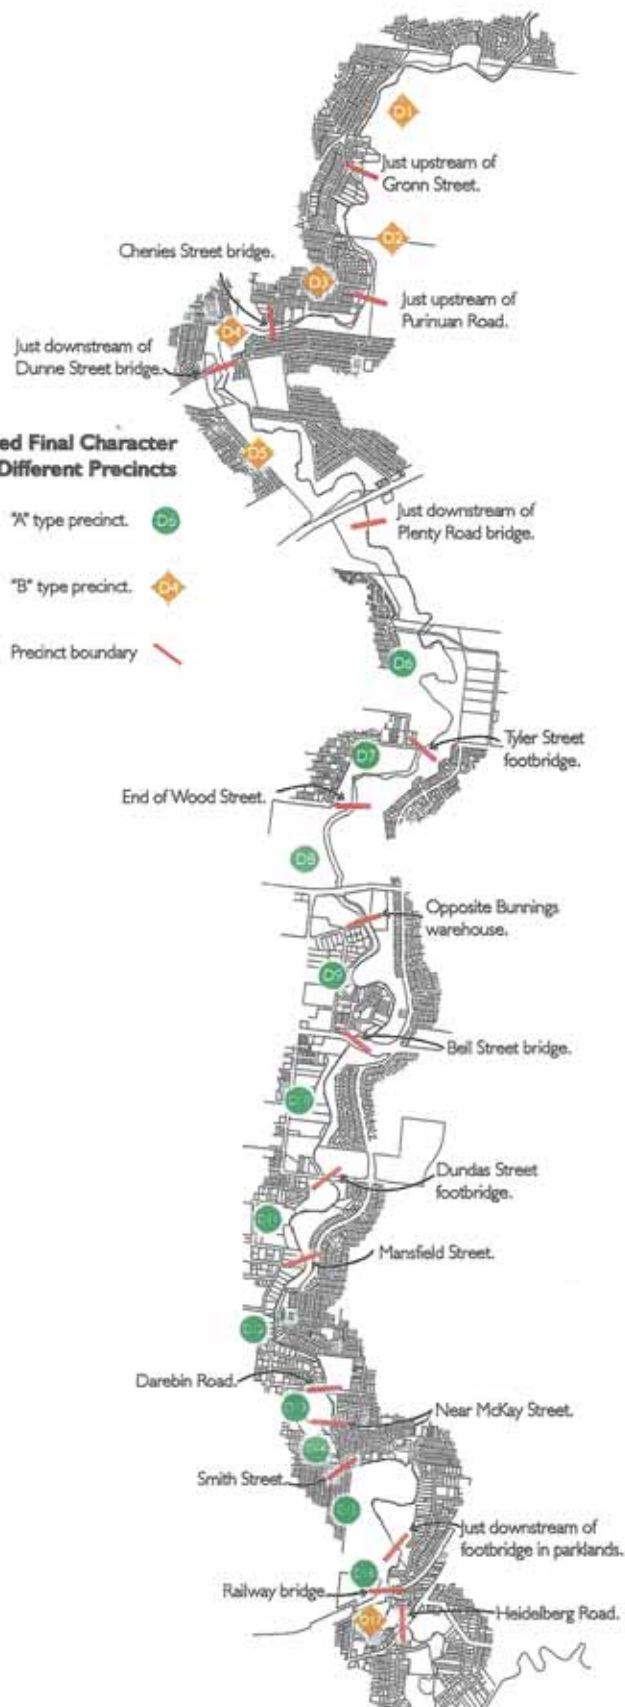 D1
Just upstream of
Gronn Street.
D2
Chenies Street bridge.
D3
Just upstream of
Purinuan Road.
D4
Just downstream of
Dunne Street bridge.
ed Final Character
Different Precincts
D5
"A" type precinct.
D6
Just downstream of
Plenty Road bridge.
"B" type precinct.
D4
Precinct boundary
D6
D7
Tyler Street
footbridge.
End of Wood Street.
D8
Opposite Bunnings
warehouse.
D9
Bell Street bridge.
Dundas Street
footbridge.
Mansfield Street.
Darebin Road.
Near McKay Street.
Smith Street.
Just downstream of
footbridge in parklands.
Railway bridge.
Heidelberg Road.